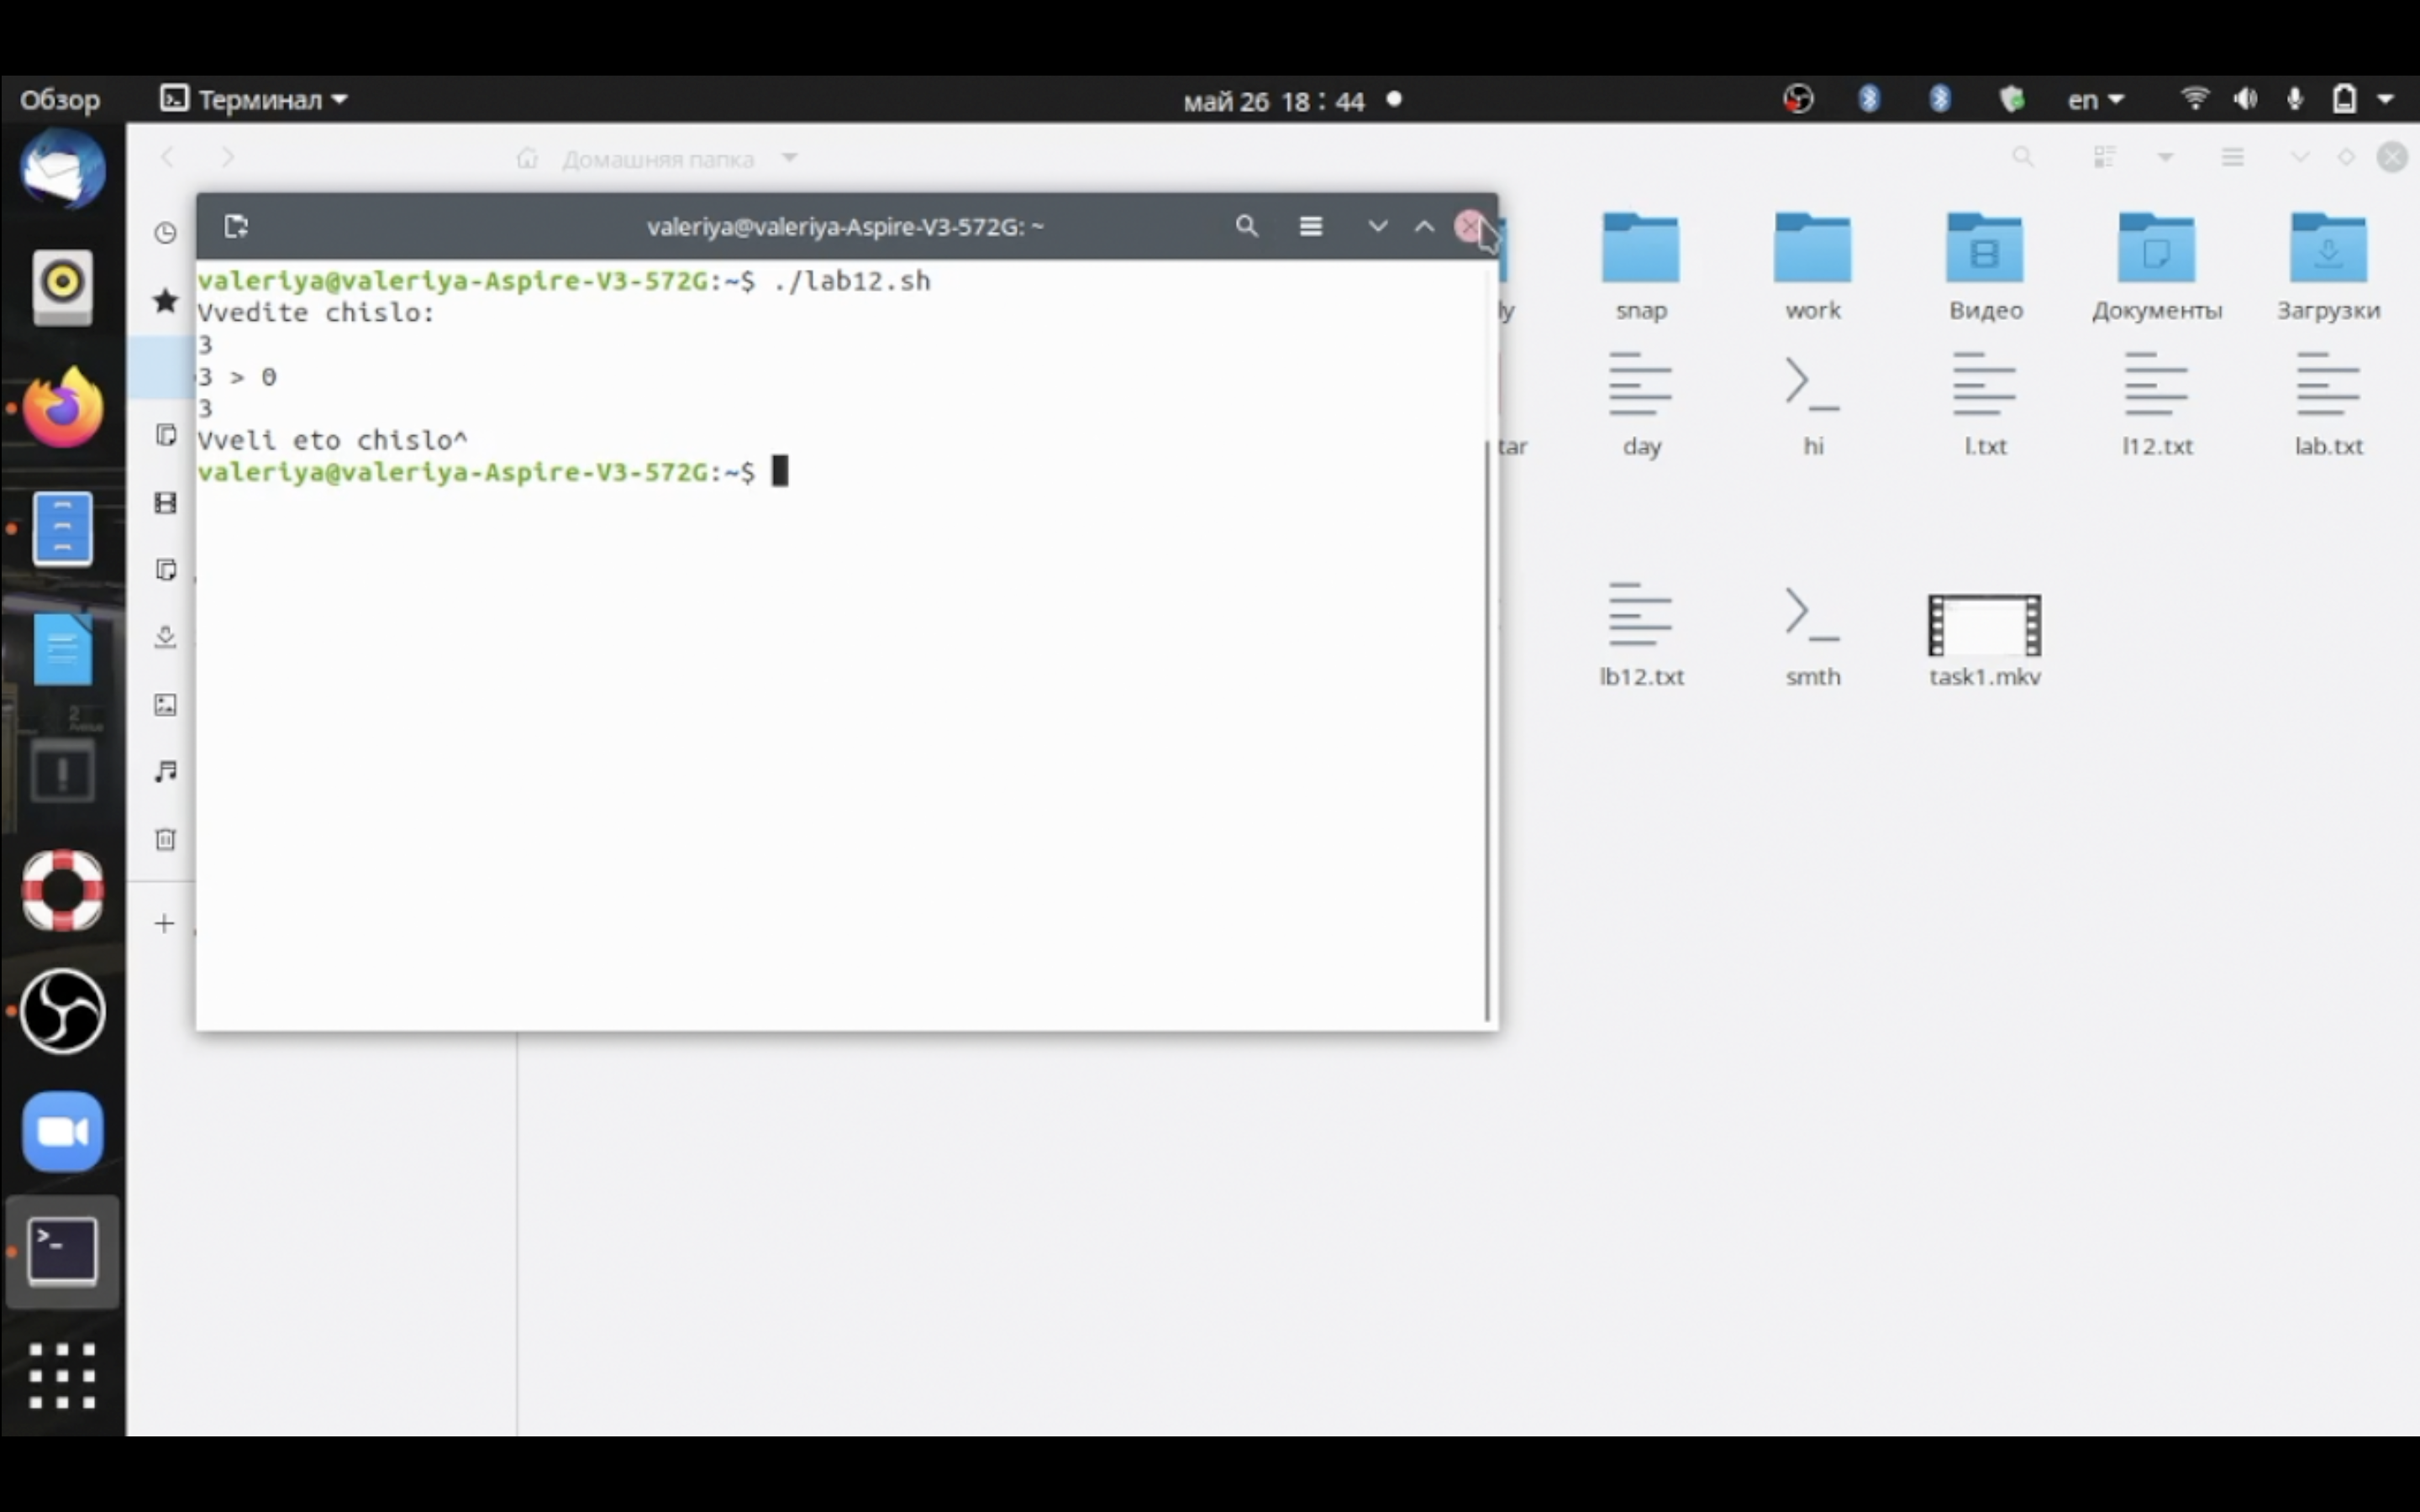 Обзор
Терминал
май 26 18:44
en
Домашняя папка
valeriya@valeriya-Aspire-V3-572G: ~
valeriya@valeriya-Aspire-V3-572G:~$ ./lab12.sh
Vvedite chislo:
3
3 > 0
3
Vveli eto chislo^
valeriya@valeriya-Aspire-V3-572G:~$
snap
work
Видео
Документы
Загрузки
tar
day
hi
l.txt
l12.txt
lab.txt
lb12.txt
smth
task1.mkv